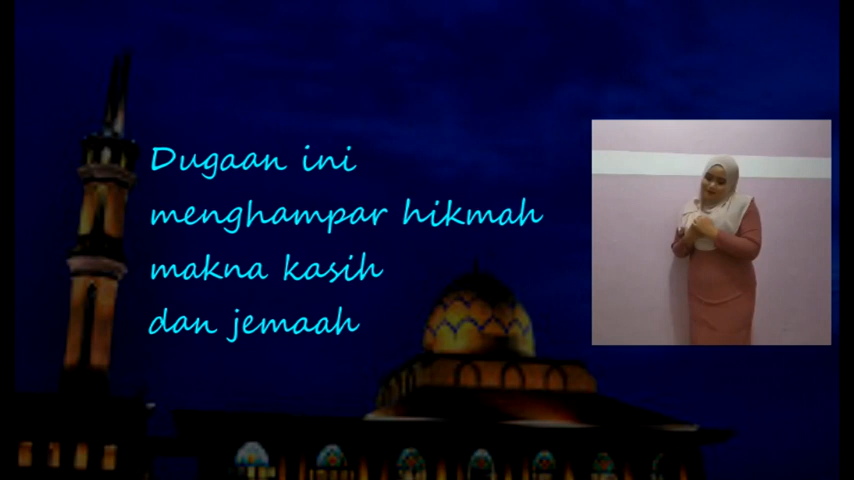 Dugaan ini
menghampar hikmah
makna kasih
dan jemaah